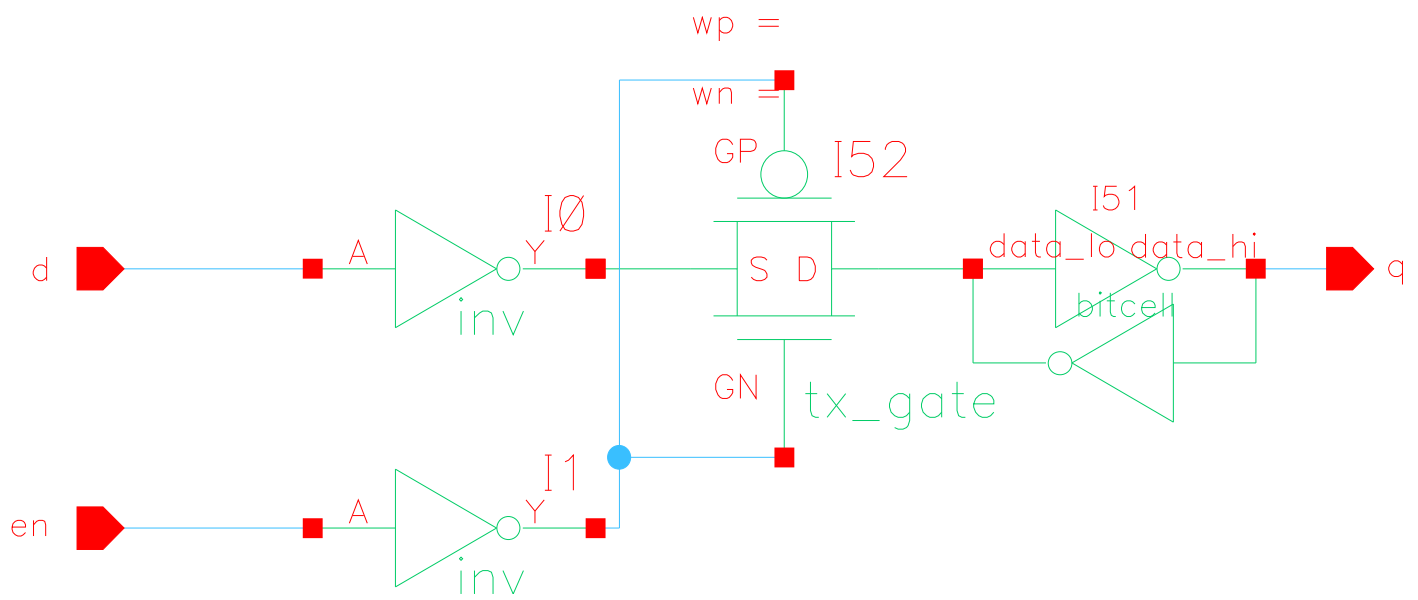 wp =
wn =
GP
I52
I51
I0
d
A
Y
S D
data_lo data_hi
q
inv
bitcell
GN
tx_gate
I1
en
A
Y
inv